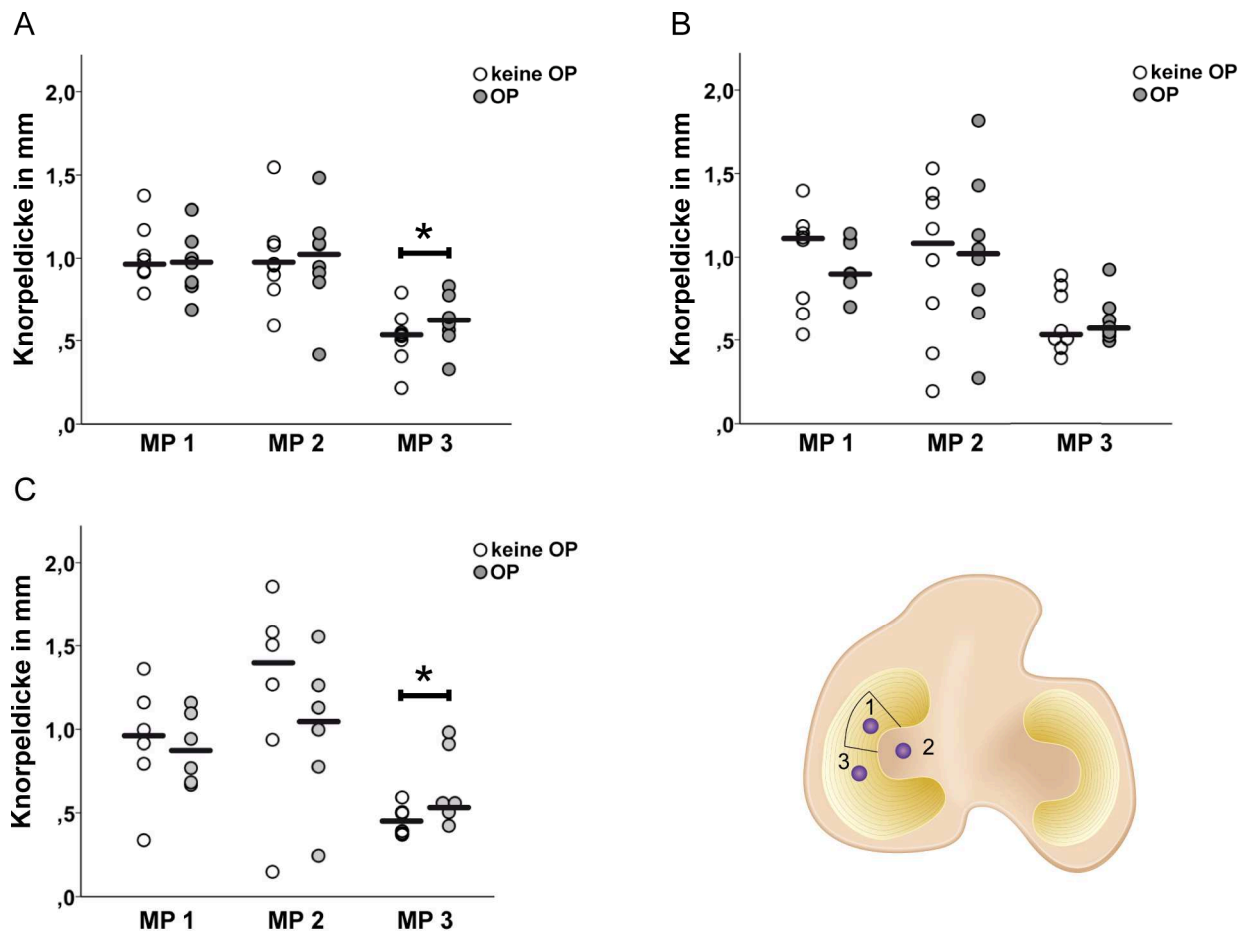 A
Knorpeldicke in mm
2,0
1,5
1,0
,5
,0
keine OP
OP
*
MP 1 MP 2 MP 3
B
Knorpeldicke in mm
2,0
1,5
1,0
,5
,0
keine OP
OP
MP 1 MP 2 MP 3
C
Knorpeldicke in mm
2,0
1,5
1,0
,5
,0
keine OP
OP
*
MP 1 MP 2 MP 3
1
2
3